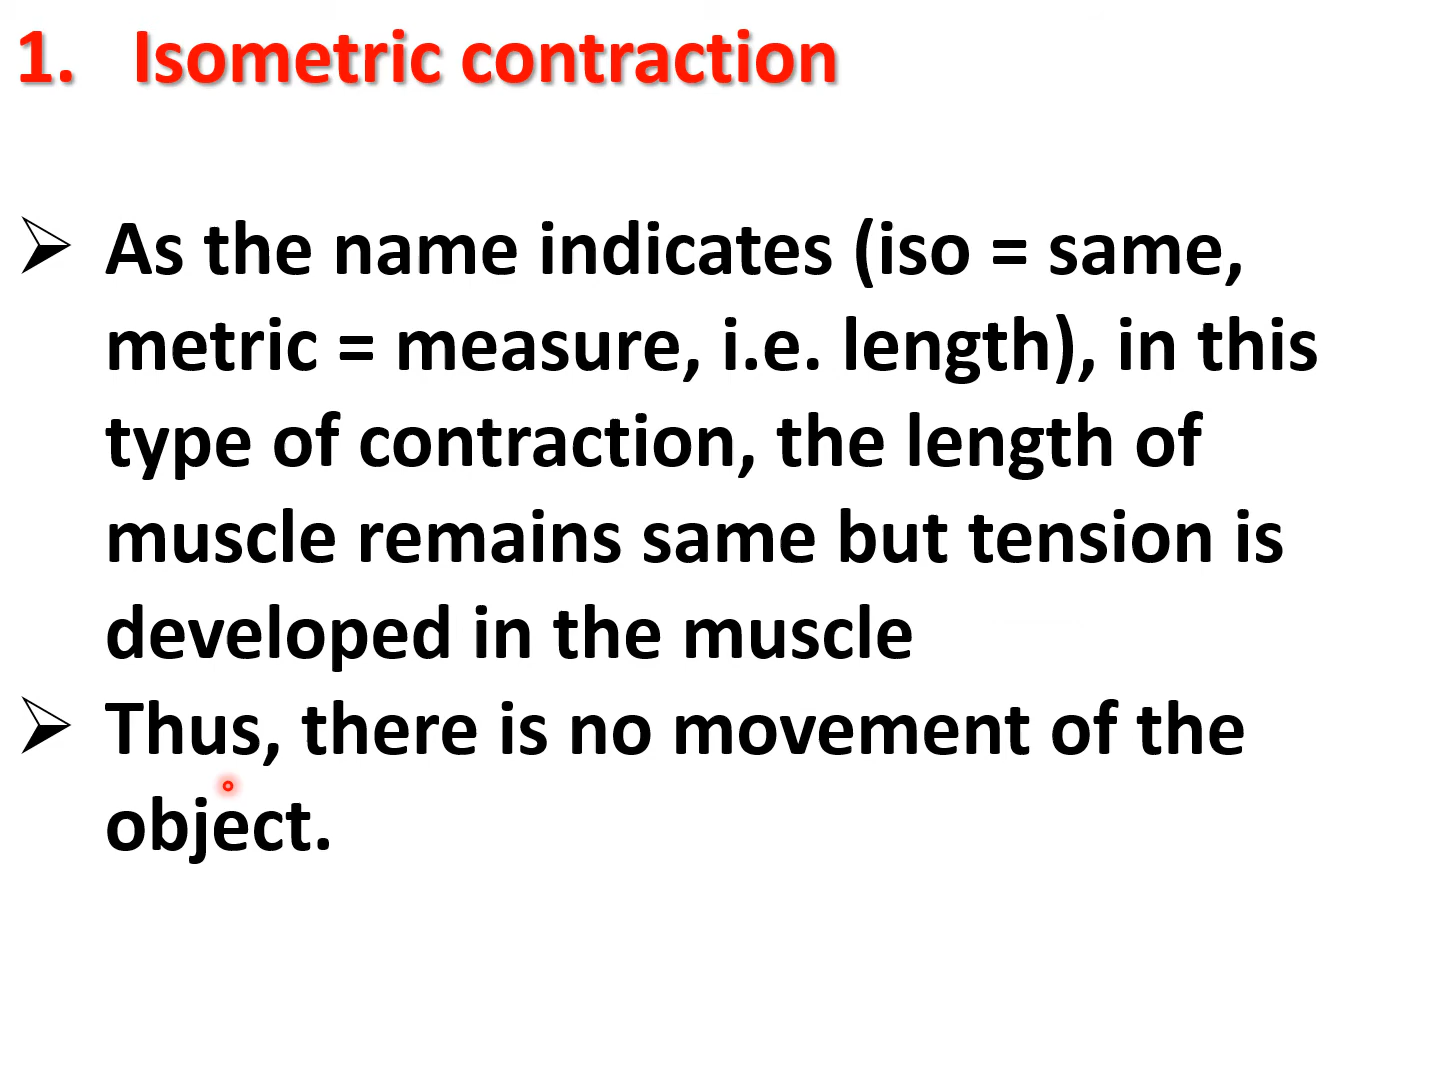 1. Isometric contraction
➢ As the name indicates (iso = same,
metric = measure, i.e. length), in this
type of contraction, the length of
muscle remains same but tension is
developed in the muscle
➢ Thus, there is no movement of the
object.